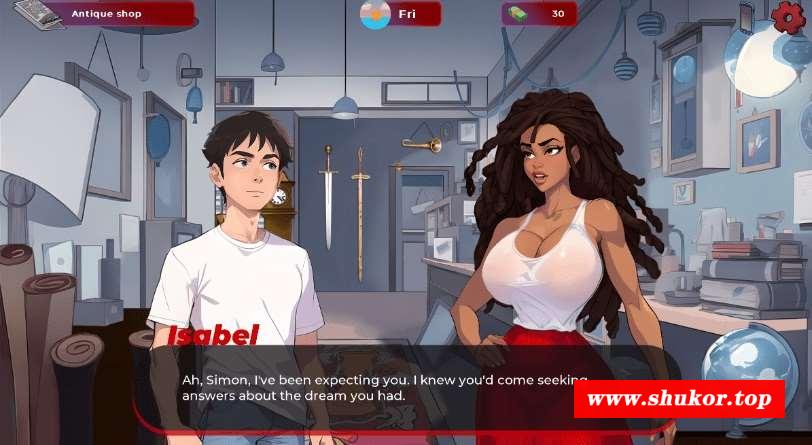 Antique shop
Fri
30
Isabel
Ah, Simon, I've been expecting you. I knew you'd come seeking
answers about the dream you had.
www.shukor.top